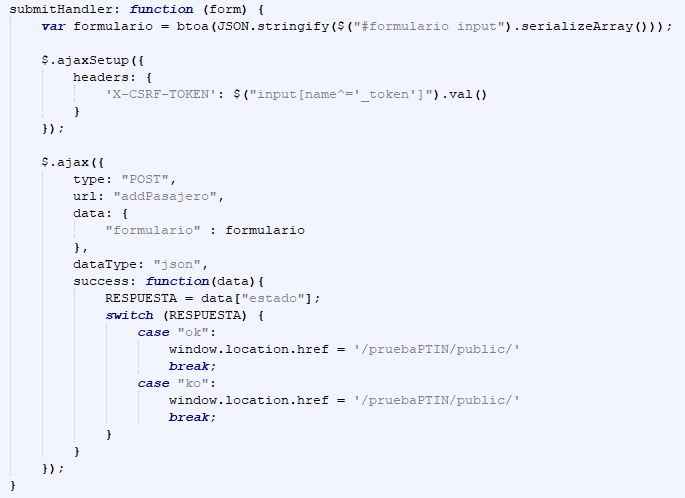 submitHandler: function (form) {
    var formulario = btoa(JSON.stringify($("#formulario input").serializeArray()));

    $.ajaxSetup({
        headers: {
            'X-CSRF-TOKEN': $("input[name^='_token']").val()
        }
    });

    $.ajax({
        type: "POST",
        url: "addPasajero",
        data: {
            "formulario" : formulario
        },
        dataType: "json",
        success: function(data){
            RESPUESTA = data["estado"];
            switch (RESPUESTA) {
                case "ok":
                    window.location.href = '/pruebaPTIN/public/'
                    break;
                case "ko":
                    window.location.href = '/pruebaPTIN/public/'
                    break;
            }
        }
    });
}